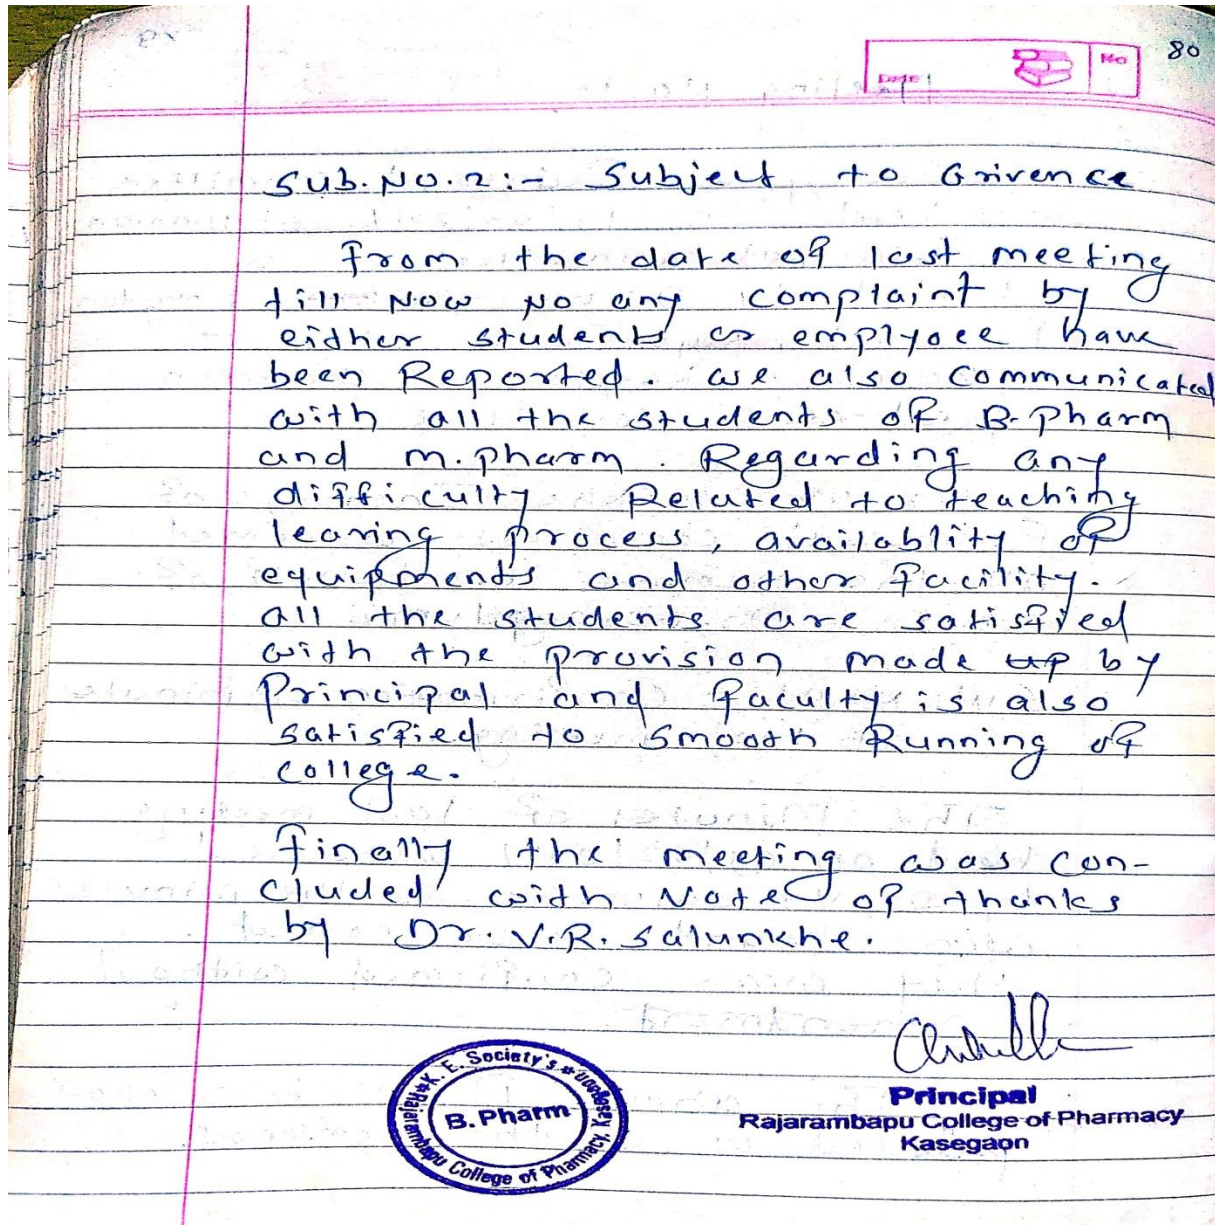 80
Date
No
Sub.No.2:- Subject to Grivence
From the date of last meeting
till Now No any complaint by
either students or emplyoee have
been Reported. we also communicated
with all the students of B.Pharm
and M.pharm. Regarding any
difficulty Related to teaching
learing process, availablity of
equipments and other facility.
all the students are satisfied
with the provision made by
Principal and faculty is also
satisfied to smooth Running of
college.
Finally the meeting was con-
cluded with Note of thanks
by Dr. V.R. Salunkhe.
K. E. Society's
Rajarambapu College of Pharmacy, Kasegaon
B. Pharm
Principal
Rajarambapu College of Pharmacy
Kasegaon